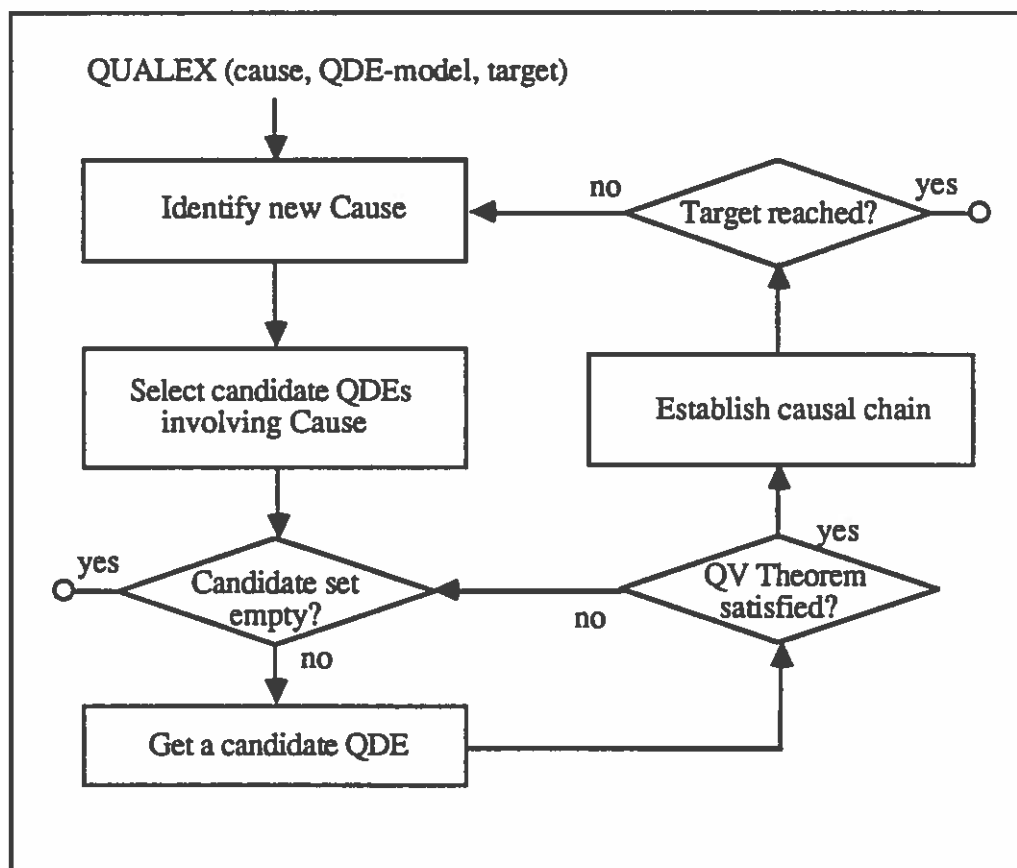 QUALEX (cause, QDE-model, target)
Identify new Cause
no
Target reached?
yes
Select candidate QDEs
involving Cause
Establish causal chain
yes
Candidate set
empty?
no
yes
QV Theorem
satisfied?
no
Get a candidate QDE